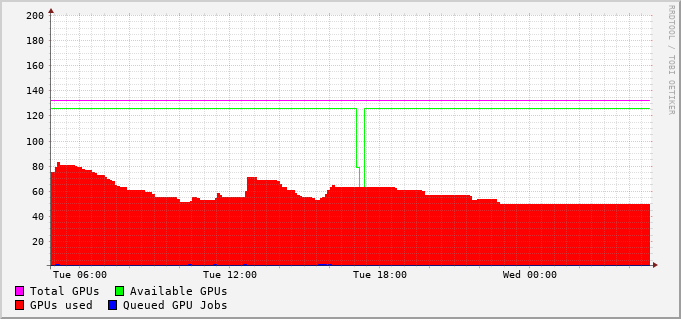 RRDTOOL / TOBI OETIKER
200
180
160
140
120
100
80
60
40
20
Tue 06:00 Tue 12:00 Tue 18:00 Wed 00:00
Total GPUs Available GPUs
GPUs used Queued GPU Jobs